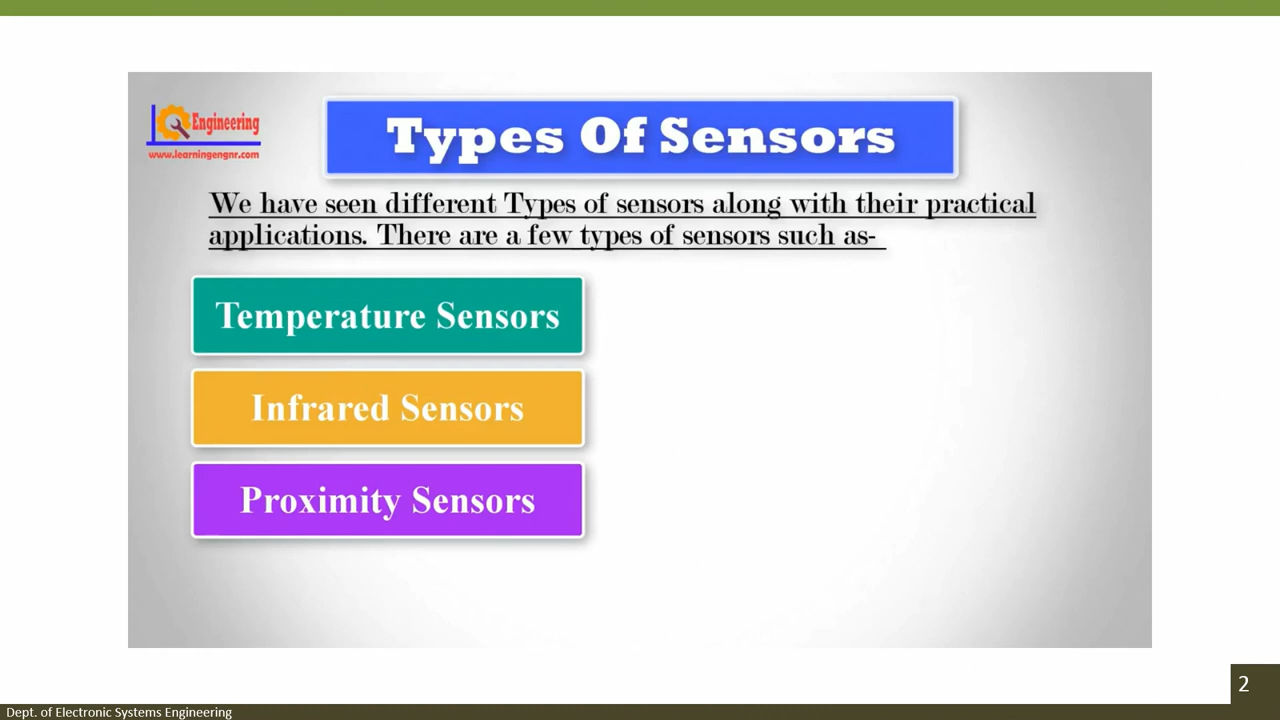 Engineering
www.learningengnr.com
Types Of Sensors
We have seen different Types of sensors along with their practical
applications. There are a few types of sensors such as-
Temperature Sensors
Infrared Sensors
Proximity Sensors
2
Dept. of Electronic Systems Engineering